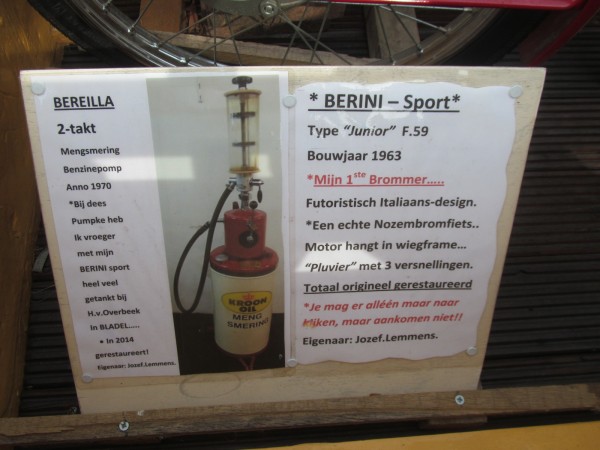 BEREILLA
2-takt
Mengsmering
Benzinepomp
Anno 1970
*Bij dees
Pumpke heb
Ik vroeger
met mijn
BERINI sport
heel veel
getankt bij
H.v.Overbeek
in BLADEL.....
• In 2014
gerestaureert!
Eigenaar: Jozef.Lemmens.
KROON
OIL
MENG
SMERING
* BERINI – Sport*
Type “Junior” F.59
Bouwjaar 1963
*Mijn 1ste Brommer.....
Futoristisch Italiaans-design.
*Een echte Nozembromfiets..
Motor hangt in wiegframe...
“Pluvier” met 3 versnellingen.
Totaal origineel gerestaureerd
*Je mag er alléén maar naar
kijken, maar aankomen niet!!
Eigenaar: Jozef.Lemmens.